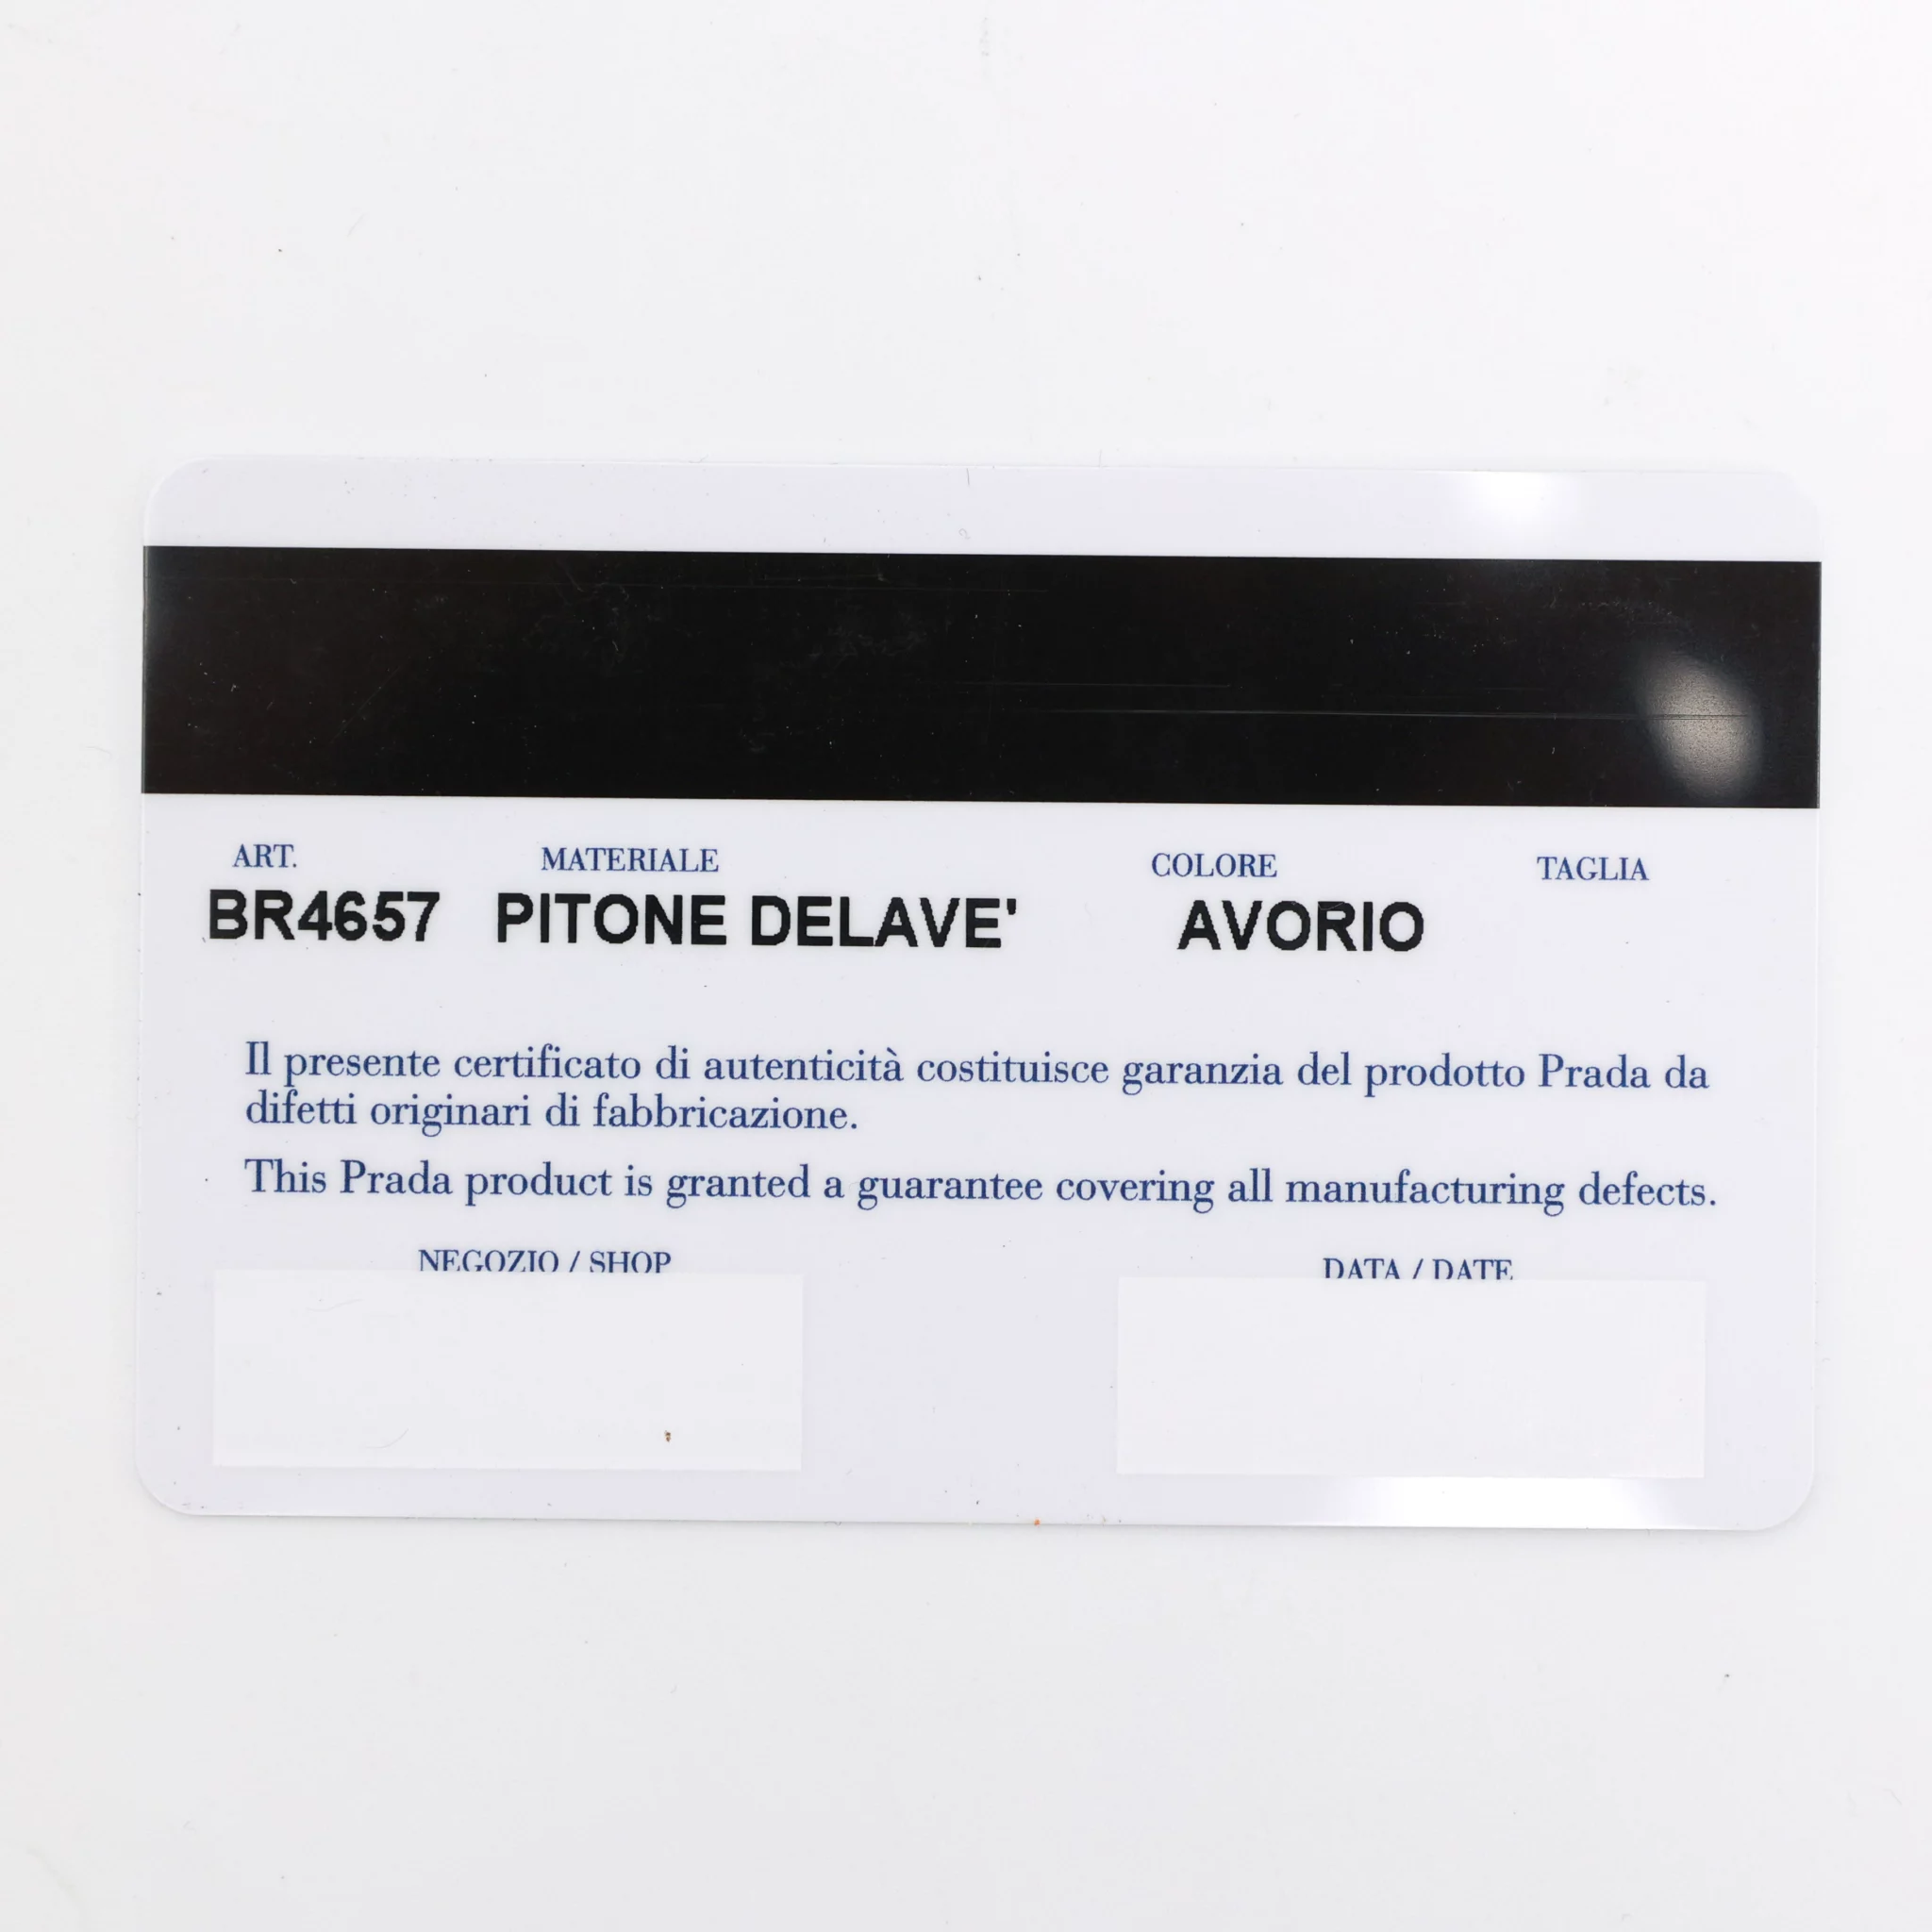 ART. MATERIALE COLORE TAGLIA
BR4657 PITONE DELAVE' AVORIO
Il presente certificato di autenticità costituisce garanzia del prodotto Prada da
difetti originari di fabbricazione.
This Prada product is granted a guarantee covering all manufacturing defects.
NEGOZIO / SHOP DATA / DATE